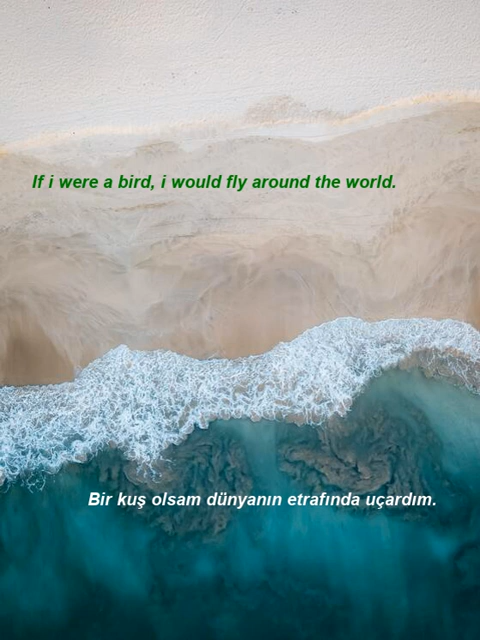 If i were a bird, i would fly around the world.
Bir kuş olsam dünyanın etrafında uçardım.